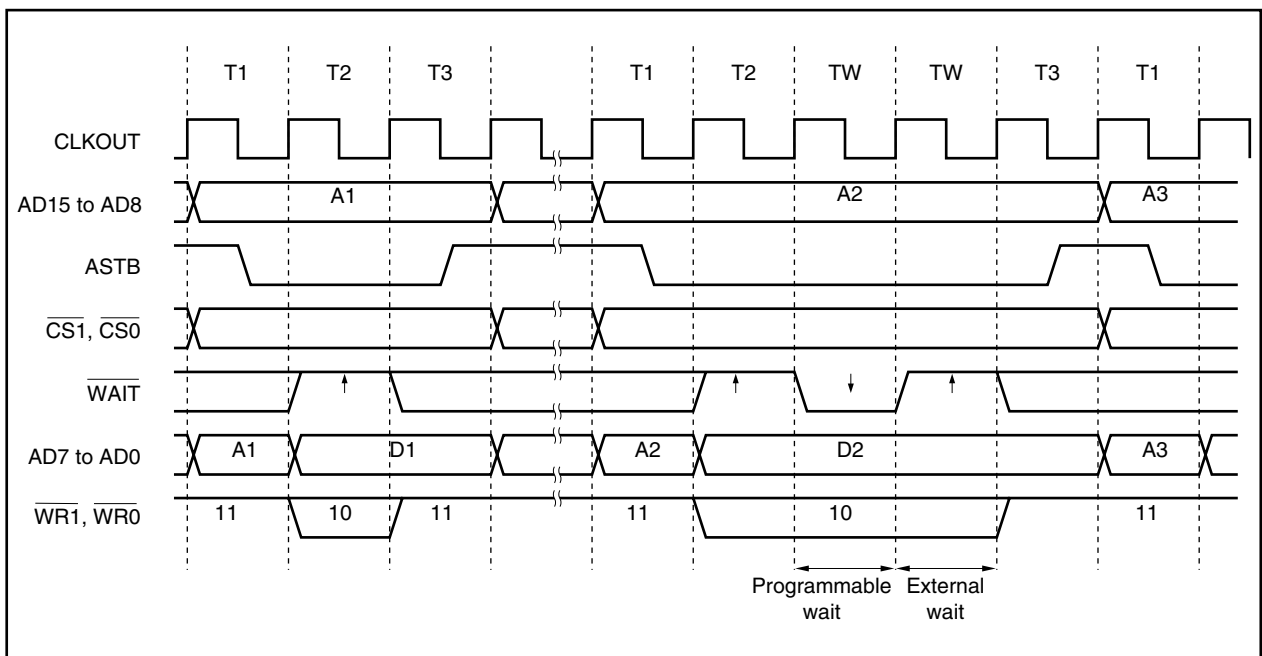 T1 T2 T3 T1 T2 TW TW T3 T1
CLKOUT
AD15 to AD8 A1 A2 A3
ASTB
CS1, CS0
WAIT
AD7 to AD0 A1 D1 A2 D2 A3
WR1, WR0 11 10 11 11 10 11
Programmable wait
External wait